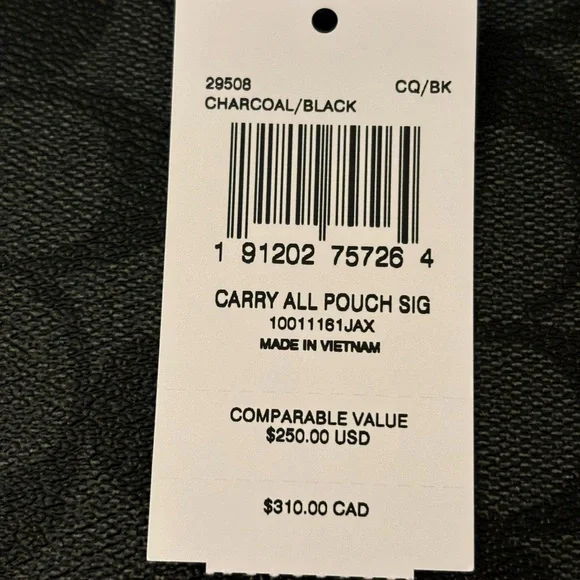 29508 CQ/BK
CHARCOAL/BLACK
1 91202 75726 4
CARRY ALL POUCH SIG
10011161JAX
MADE IN VIETNAM
COMPARABLE VALUE
$250.00 USD
$310.00 CAD